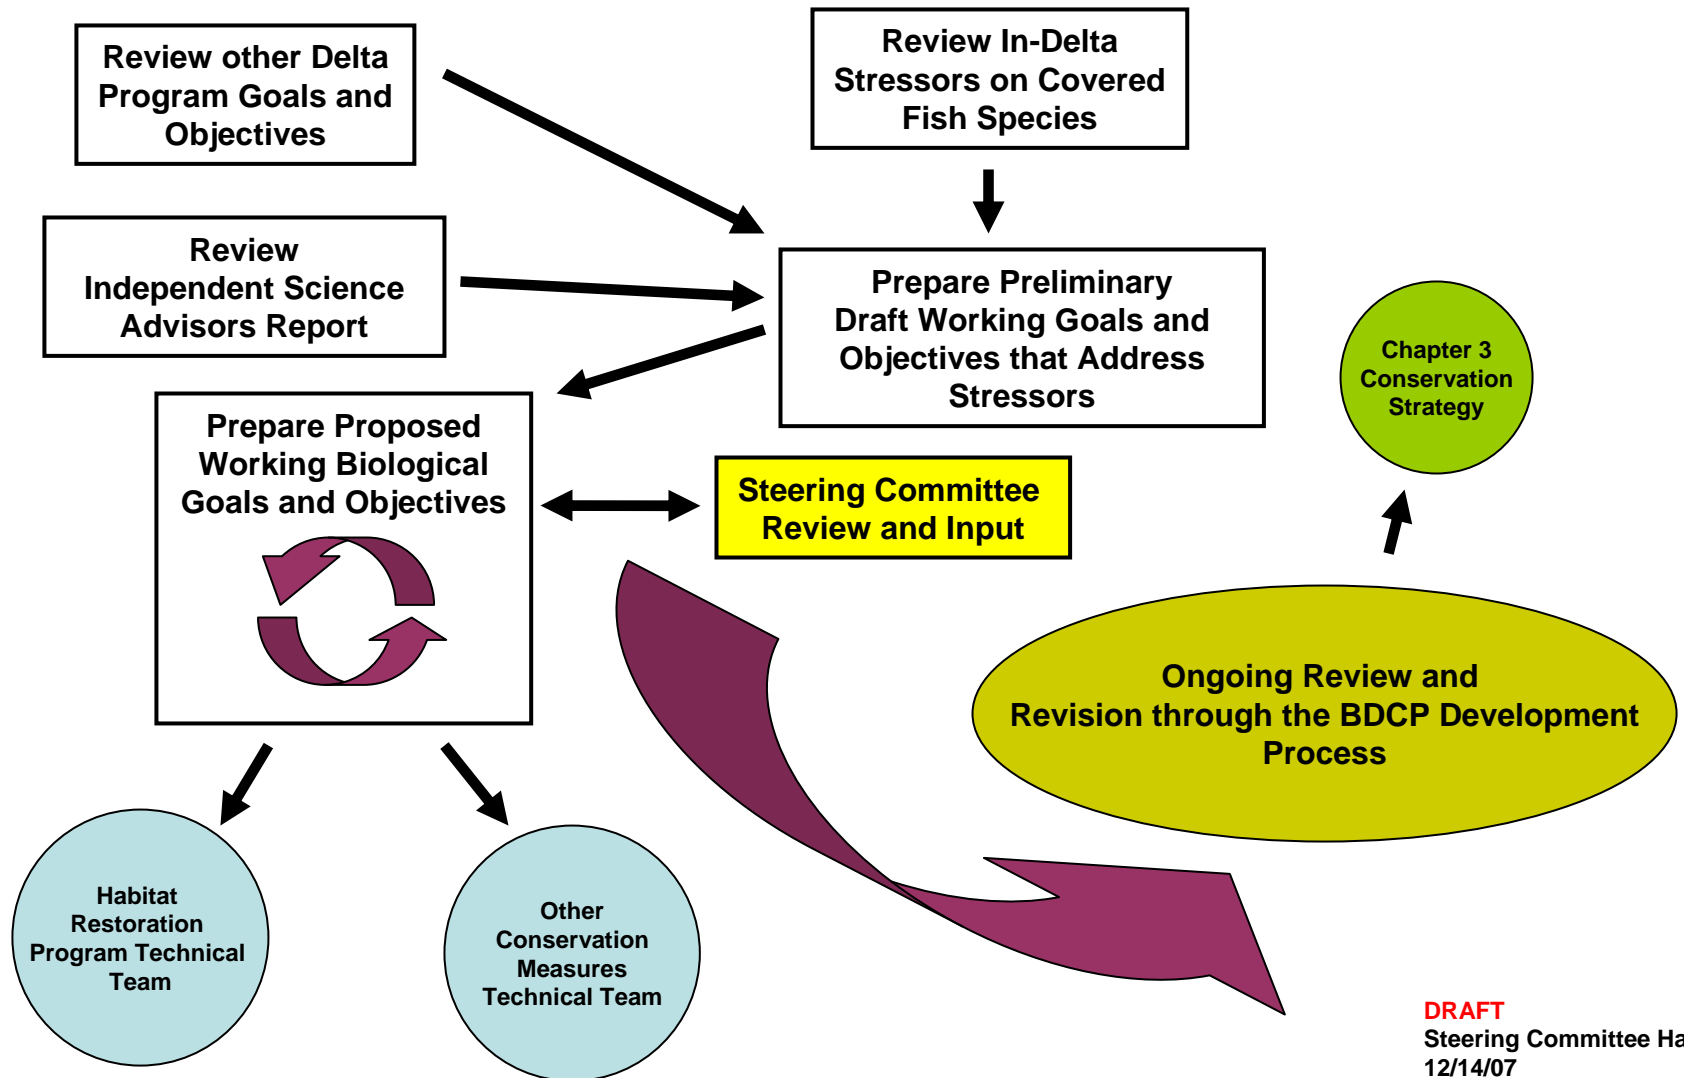 Review other Delta
Program Goals and
Objectives
Review In-Delta
Stressors on Covered
Fish Species
Review
Independent Science
Advisors Report
Prepare Preliminary
Draft Working Goals and
Objectives that Address
Stressors
Chapter 3
Conservation
Strategy
Prepare Proposed
Working Biological
Goals and Objectives
Steering Committee
Review and Input
Ongoing Review and
Revision through the BDCP Development
Process
Habitat
Restoration
Program Technical
Team
Other
Conservation
Measures
Technical Team
DRAFT
Steering Committee
12/14/07